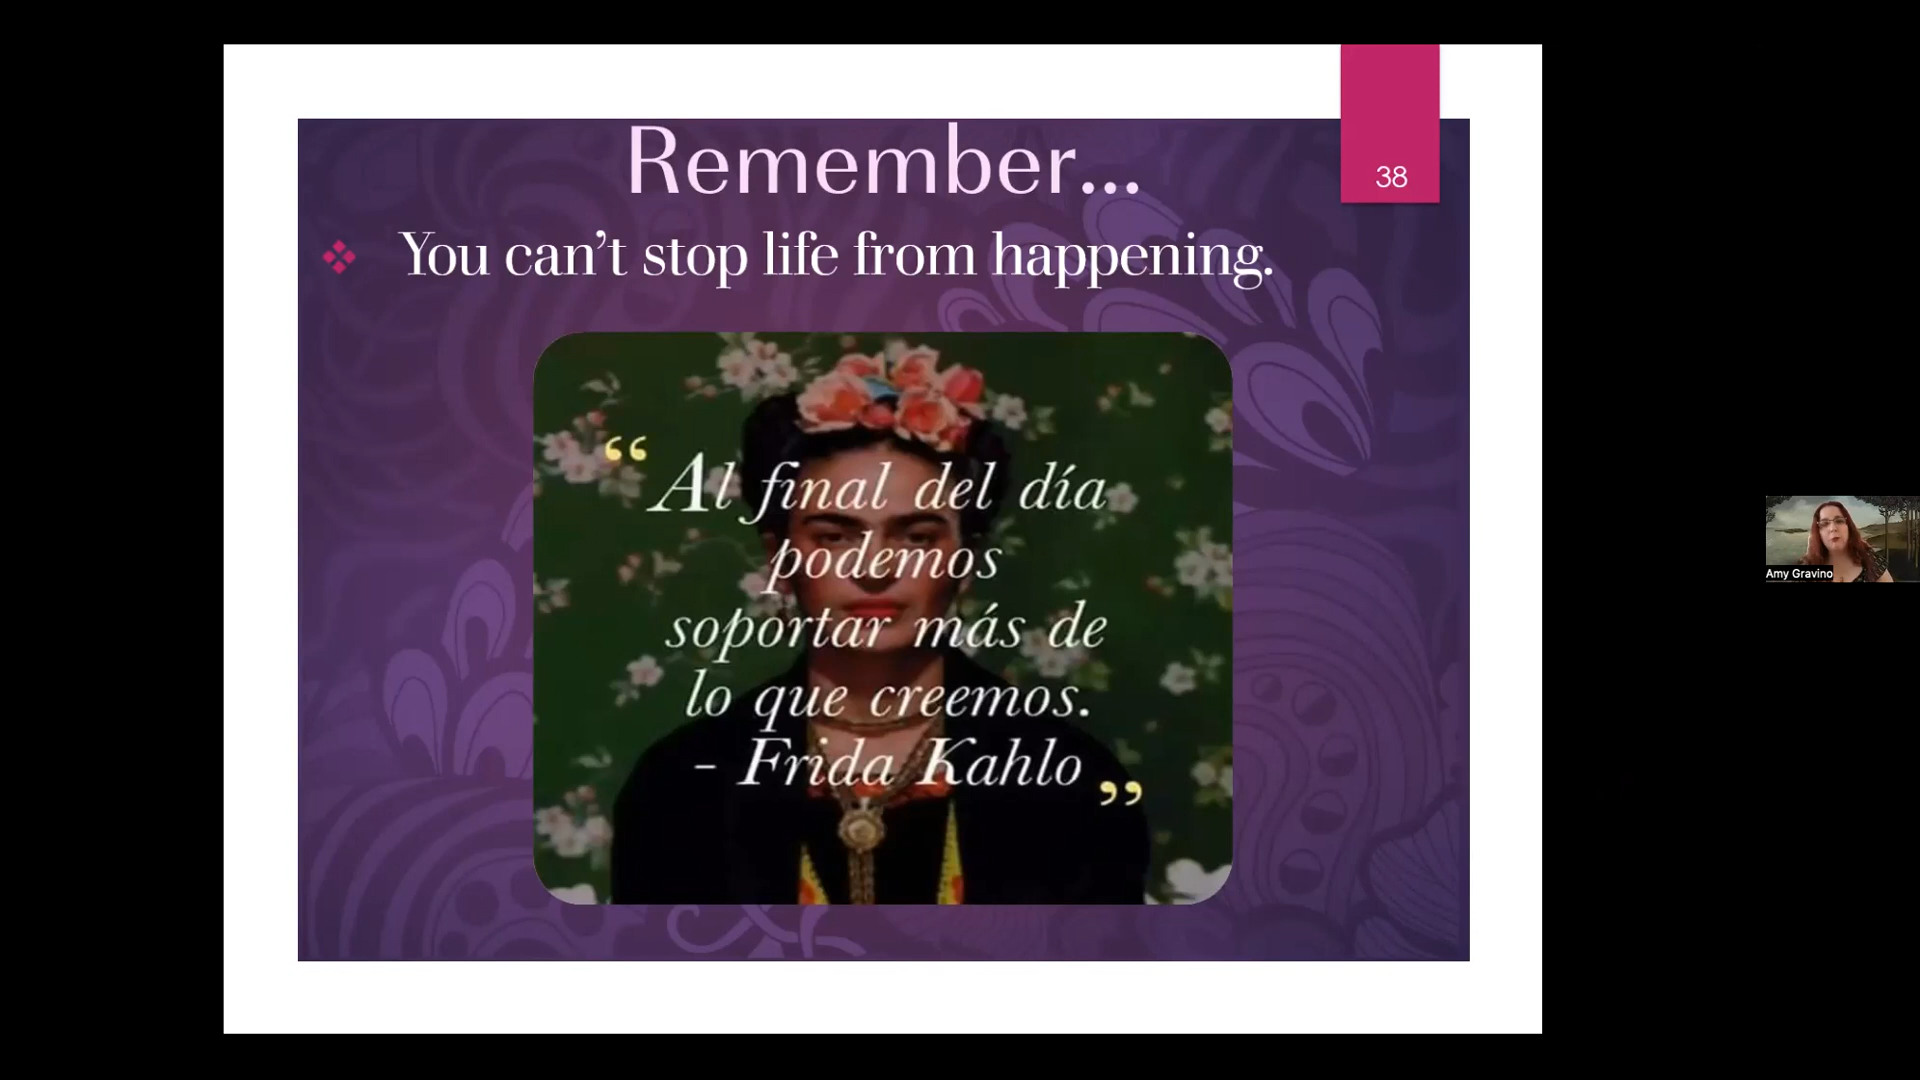 Remember...
38
You can’t stop life from happening.
“Al final del día
podemos
soportar más de
lo que creemos.
- Frida Kahlo”
Amy Gravino